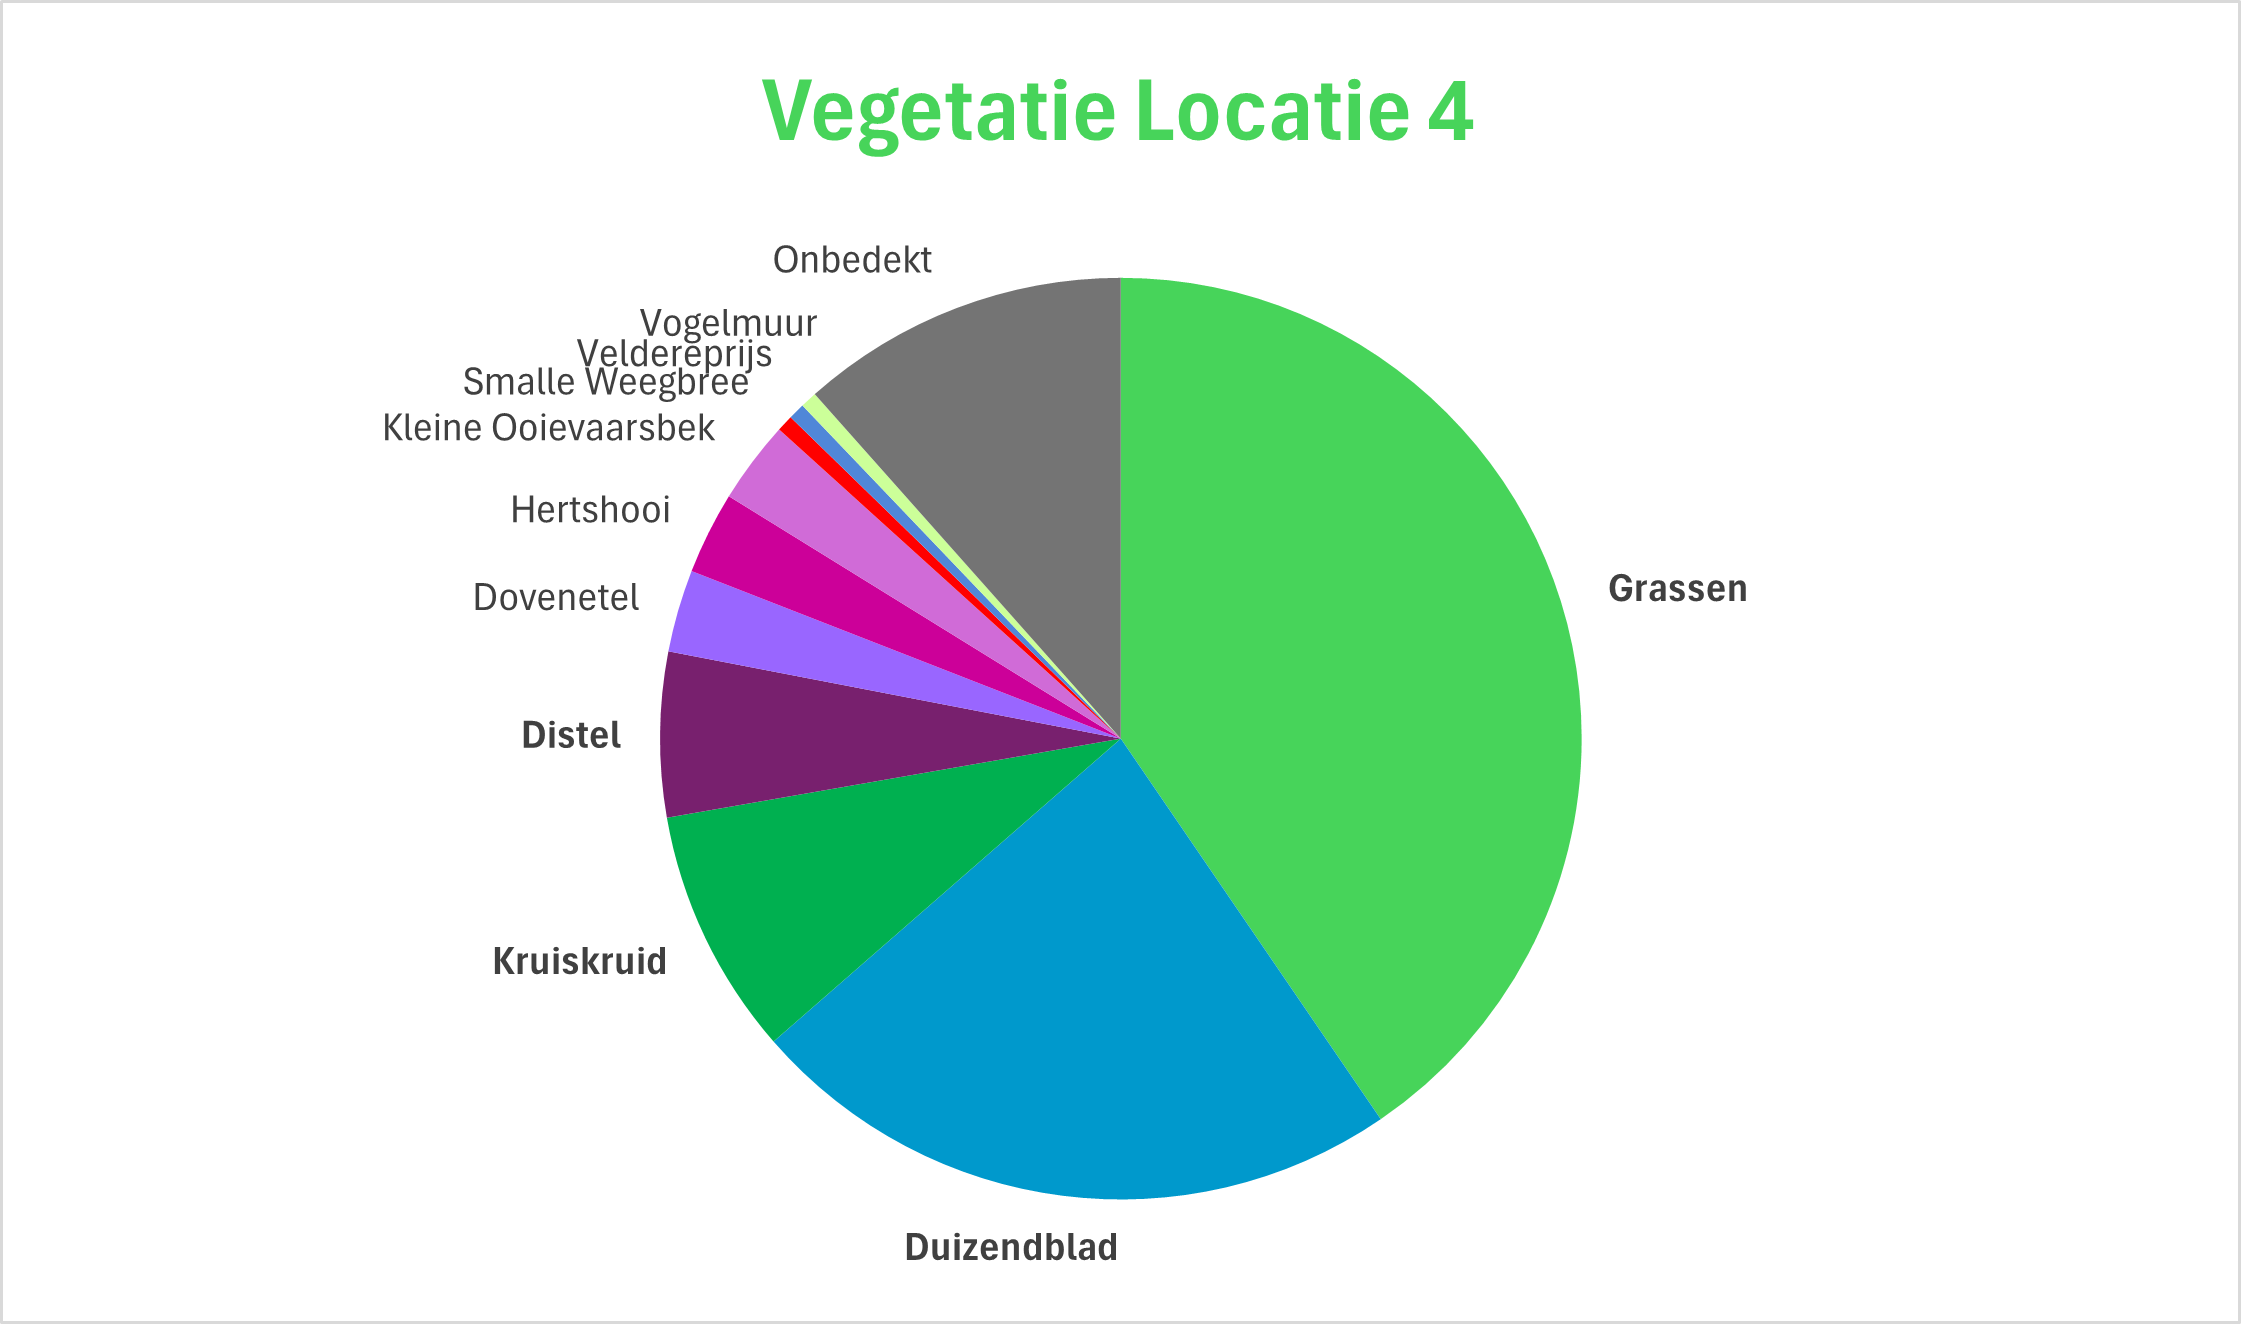 Vegetatie Locatie 4
Onbedekt
Vogelmuur
Veldereprijs
Smalle Weegbree
Kleine Ooievaarsbek
Hertshooi
Grassen
Dovenetel
Distel
Kruiskruid
Duizendblad